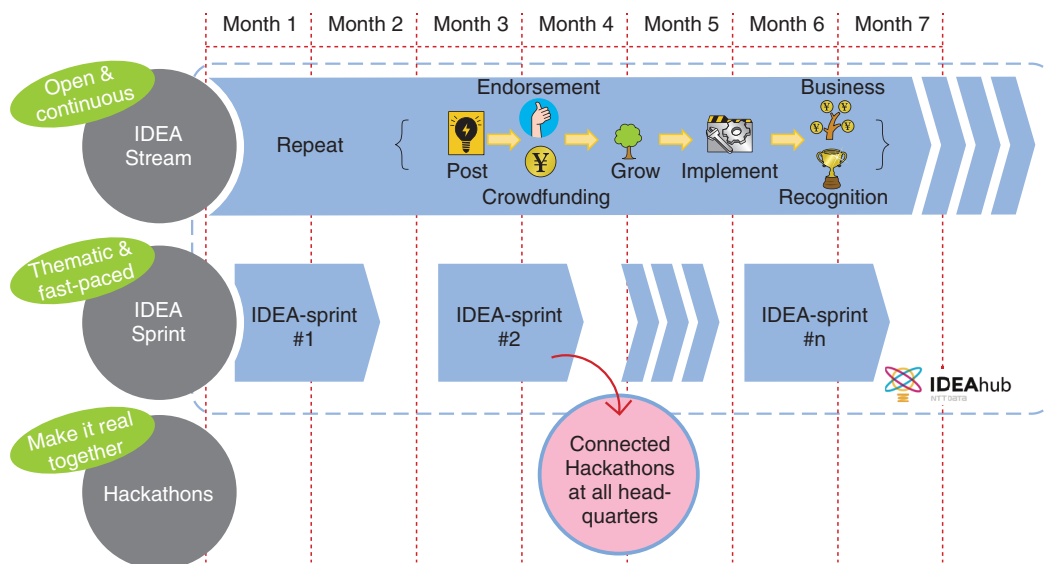 Month 1
Month 2
Month 3
Month 4
Month 5
Month 6
Month 7
Open &
continuous
IDEA
Stream
Repeat
Post
Endorsement
¥
Crowdfunding
Grow
Implement
Business
¥ ¥
¥ ¥
Recognition
Thematic &
fast-paced
IDEA
Sprint
IDEA-sprint
#1
IDEA-sprint
#2
IDEA-sprint
#n
IDEAhub
NTT DATA
Make it real
together
Hackathons
Connected
Hackathons
at all head-
quarters